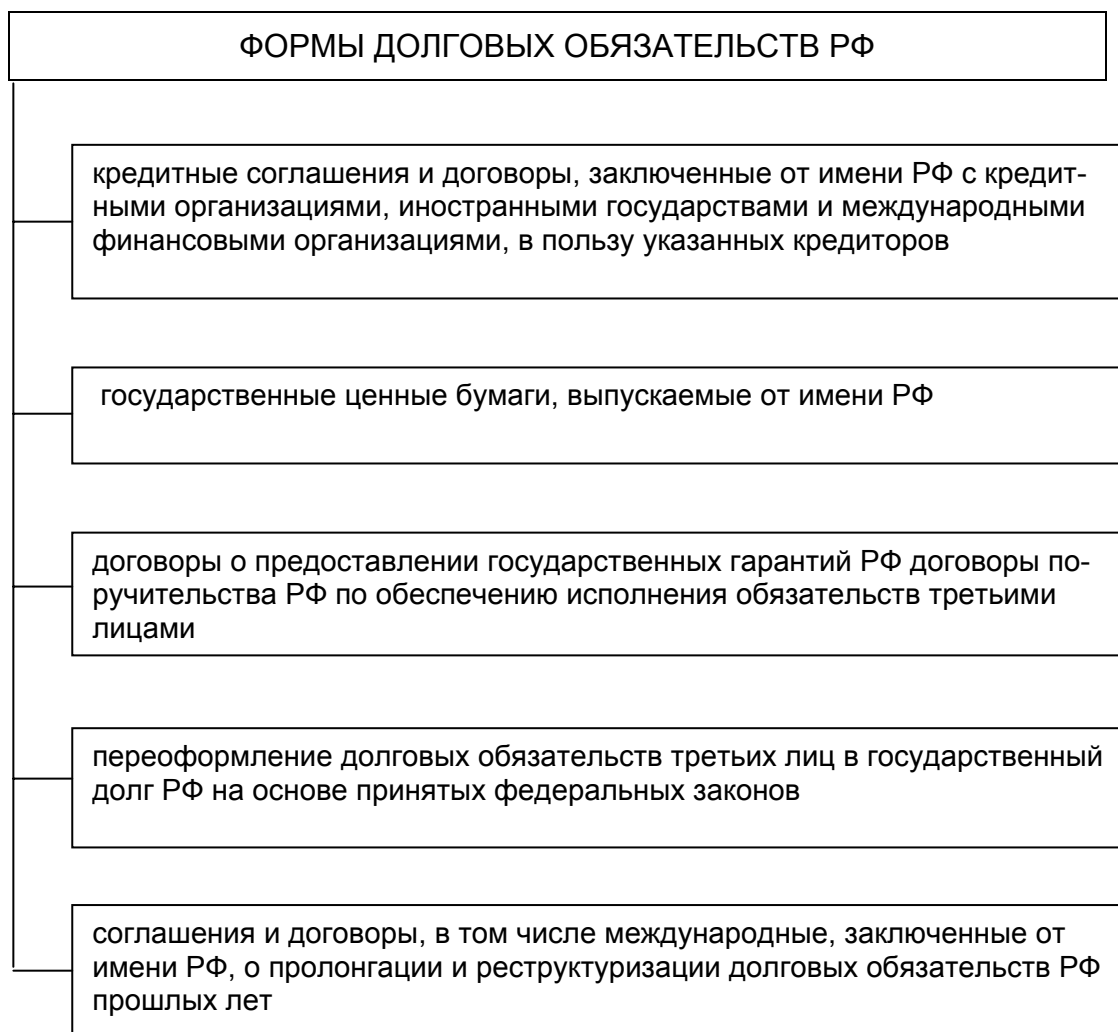 ФОРМЫ ДОЛГОВЫХ ОБЯЗАТЕЛЬСТВ РФ
кредитные соглашения и договоры, заключенные от имени РФ с кредит-
ными организациями, иностранными государствами и международными
финансовыми организациями, в пользу указанных кредиторов
государственные ценные бумаги, выпускаемые от имени РФ
договоры о предоставлении государственных гарантий РФ договоры по-
ручительства РФ по обеспечению исполнения обязательств третьими
лицами
переоформление долговых обязательств третьих лиц в государственный
долг РФ на основе принятых федеральных законов
соглашения и договоры, в том числе международные, заключенные от
имени РФ, о пролонгации и реструктуризации долговых обязательств РФ
прошлых лет